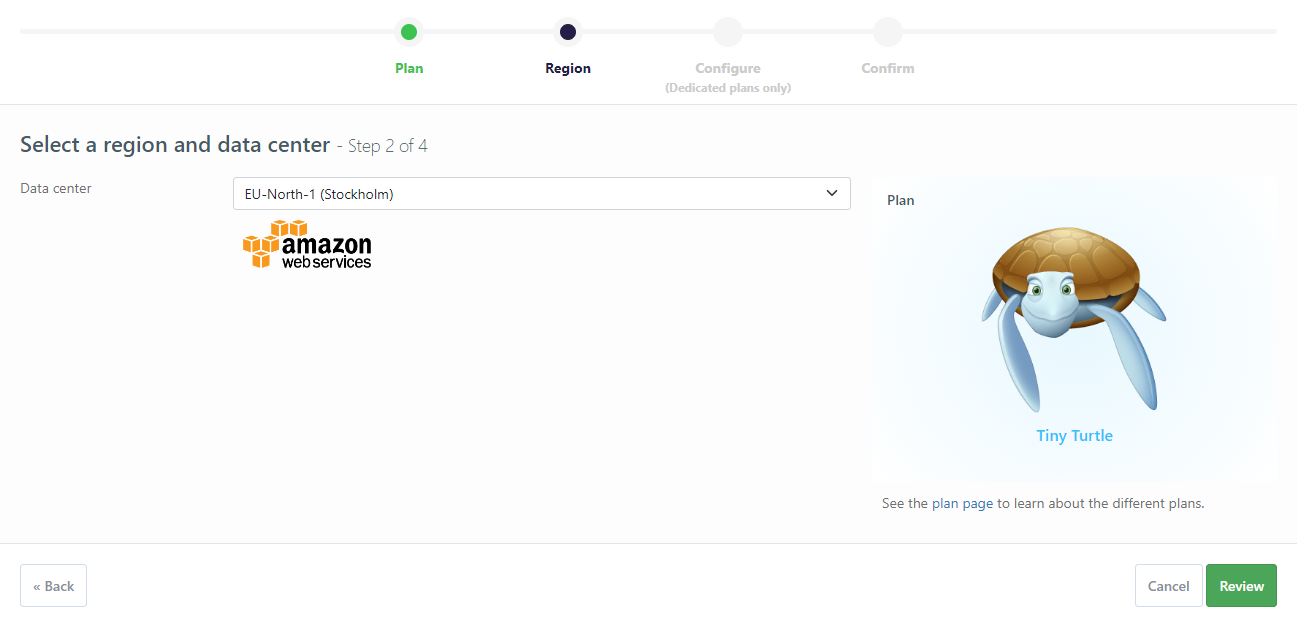 Plan
Region
Configure
(Dedicated plans only)
Confirm
Select a region and data center - Step 2 of 4
Data center
EU-North-1 (Stockholm)
amazon
web services
Plan
Tiny Turtle
See the plan page to learn about the different plans.
« Back
Cancel
Review